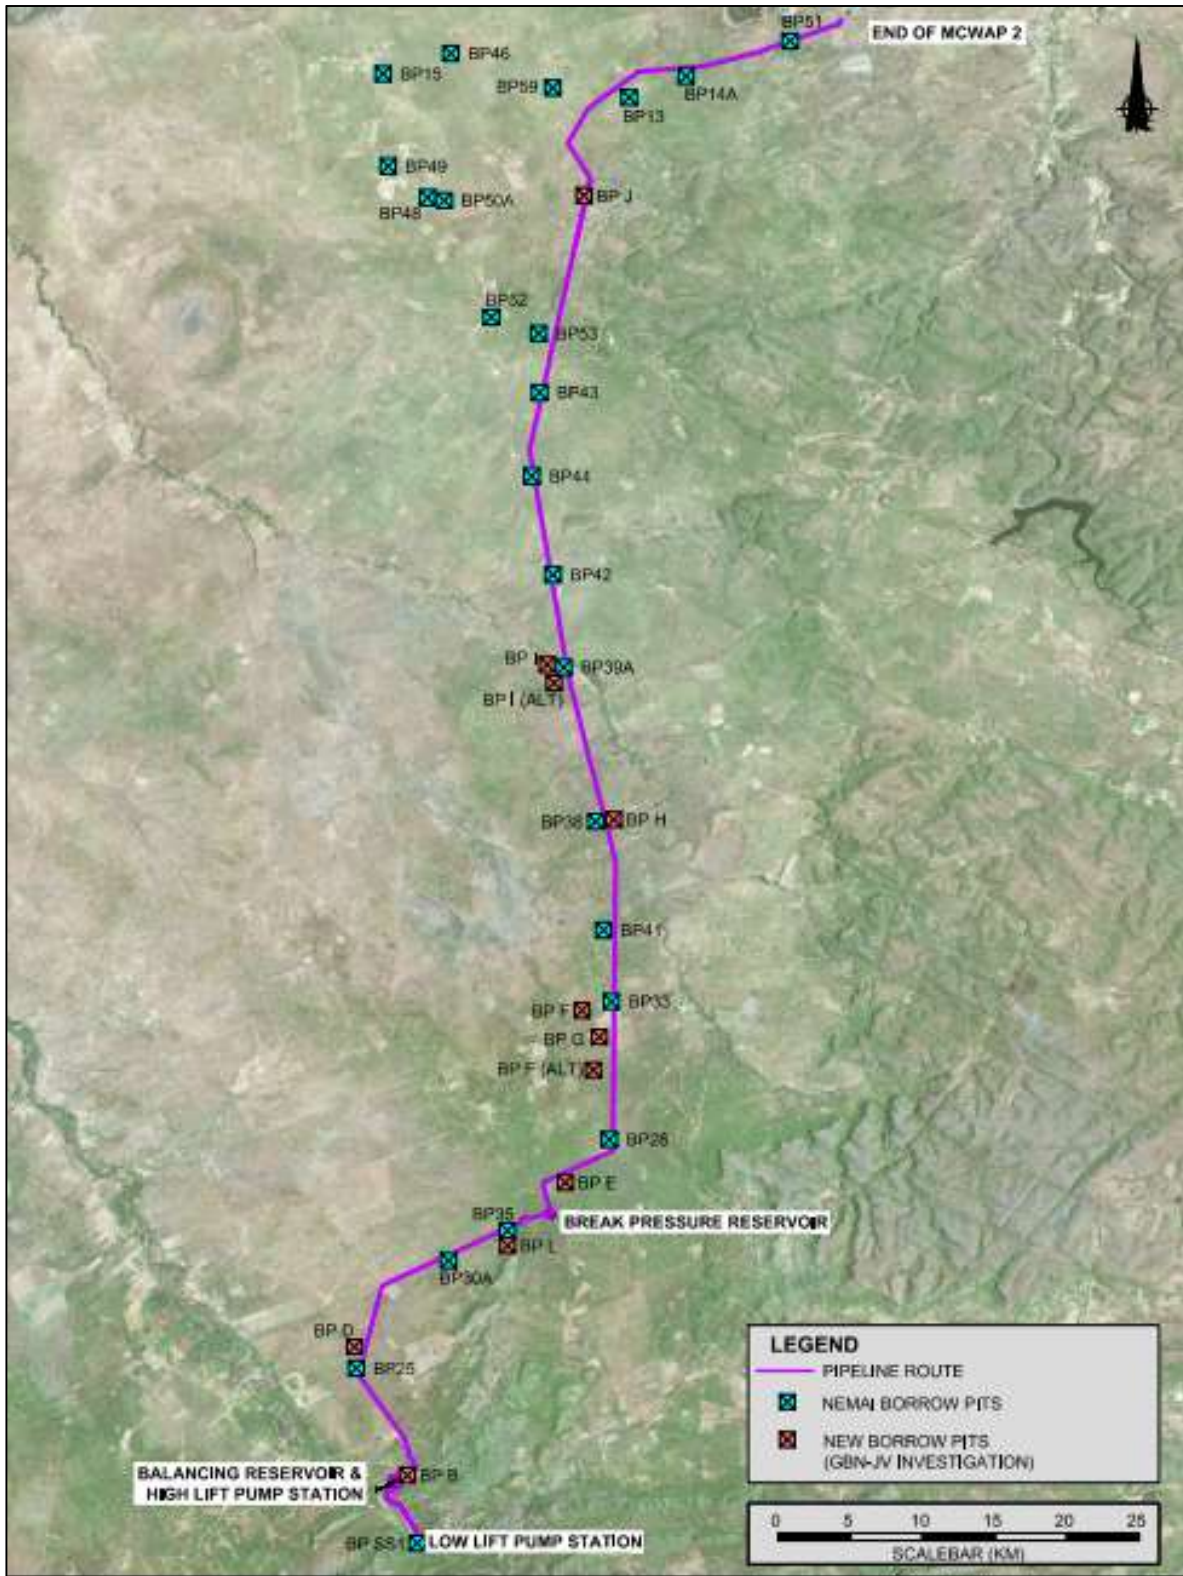 BP51
END OF MCWAP 2
BP46
BP15
BP59
BP14A
BP13
BP49
BP J
BP50A
BP48
BP52
BP53
BP43
BP44
BP42
BP I
BP39A
BP I (ALT)
BP38
BP H
BP41
BP33
BP F
BP G
BP F (ALT)
BP28
BP E
BP35
BREAK PRESSURE RESERVOIR
BP L
BP30A
BP D
BP25
BP B
BALANCING RESERVOIR &
HIGH LIFT PUMP STATION
BP SS1
LOW LIFT PUMP STATION
LEGEND
PIPELINE ROUTE
NEMAI BORROW PITS
NEW BORROW PITS
(GBN-JV INVESTIGATION)
0 5 10 15 20 25
SCALEBAR (KM)